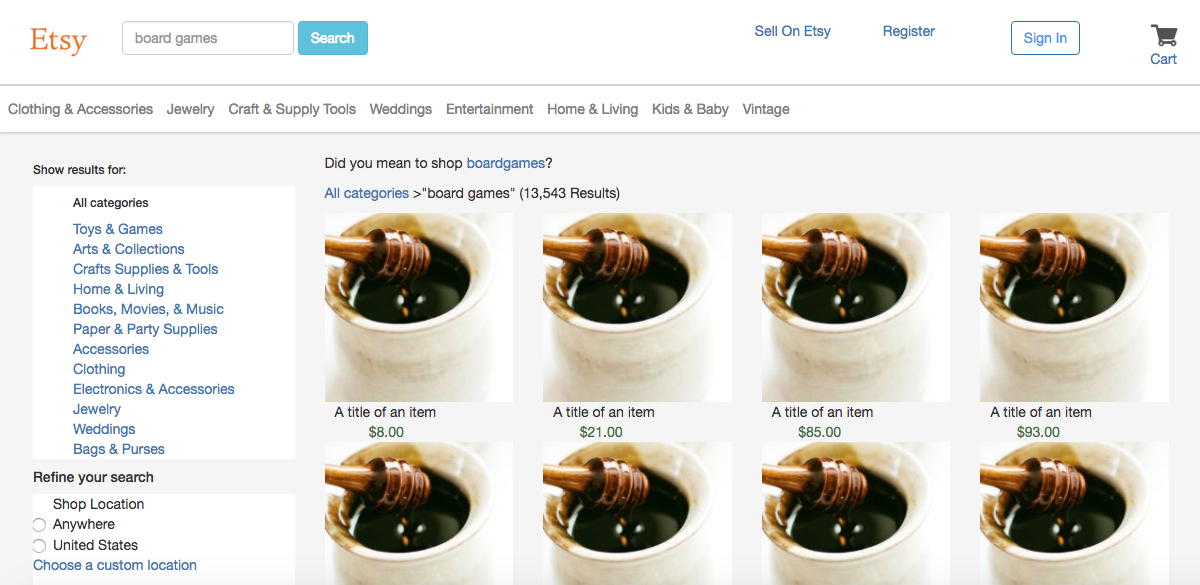 Etsy
board games
Search
Sell On Etsy
Register
Sign In
Cart
Clothing & Accessories Jewelry Craft & Supply Tools Weddings Entertainment Home & Living Kids & Baby Vintage
Show results for:
All categories
Toys & Games
Arts & Collections
Crafts Supplies & Tools
Home & Living
Books, Movies, & Music
Paper & Party Supplies
Accessories
Clothing
Electronics & Accessories
Jewelry
Weddings
Bags & Purses
Refine your search
Shop Location
Anywhere
United States
Choose a custom location
Did you mean to shop boardgames?
All categories >"board games" (13,543 Results)
A title of an item
$8.00
A title of an item
$21.00
A title of an item
$85.00
A title of an item
$93.00